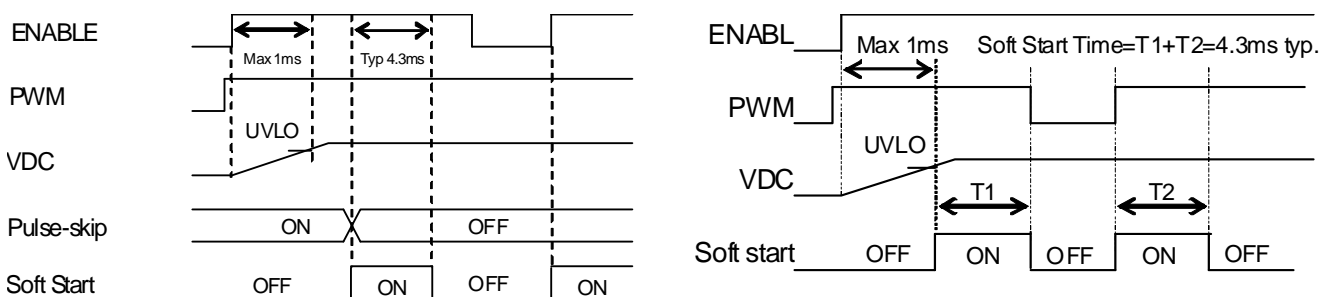 ENABLE
Max 1ms
Typ 4.3ms
PWM
UVLO
VDC
Pulse-skip
ON
OFF
Soft Start
OFF
ON
OFF
ON
ENABL
Max 1ms
Soft Start Time=T1+T2=4.3ms typ.
PWM
UVLO
VDC
T1
T2
Soft start
OFF
ON
OFF
ON
OFF